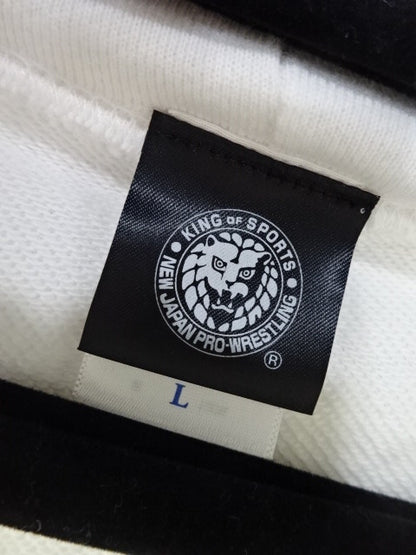 KING OF SPORTS
NEW JAPAN PRO-WRESTLING
®
L